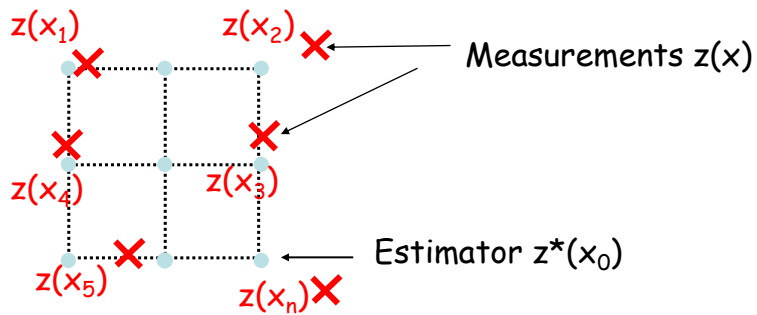 z(x₁)
z(x₂)
Measurements z(x)
z(x₄)
z(x₃)
Estimator z*(x₀)
z(x₅)
z(xₙ)